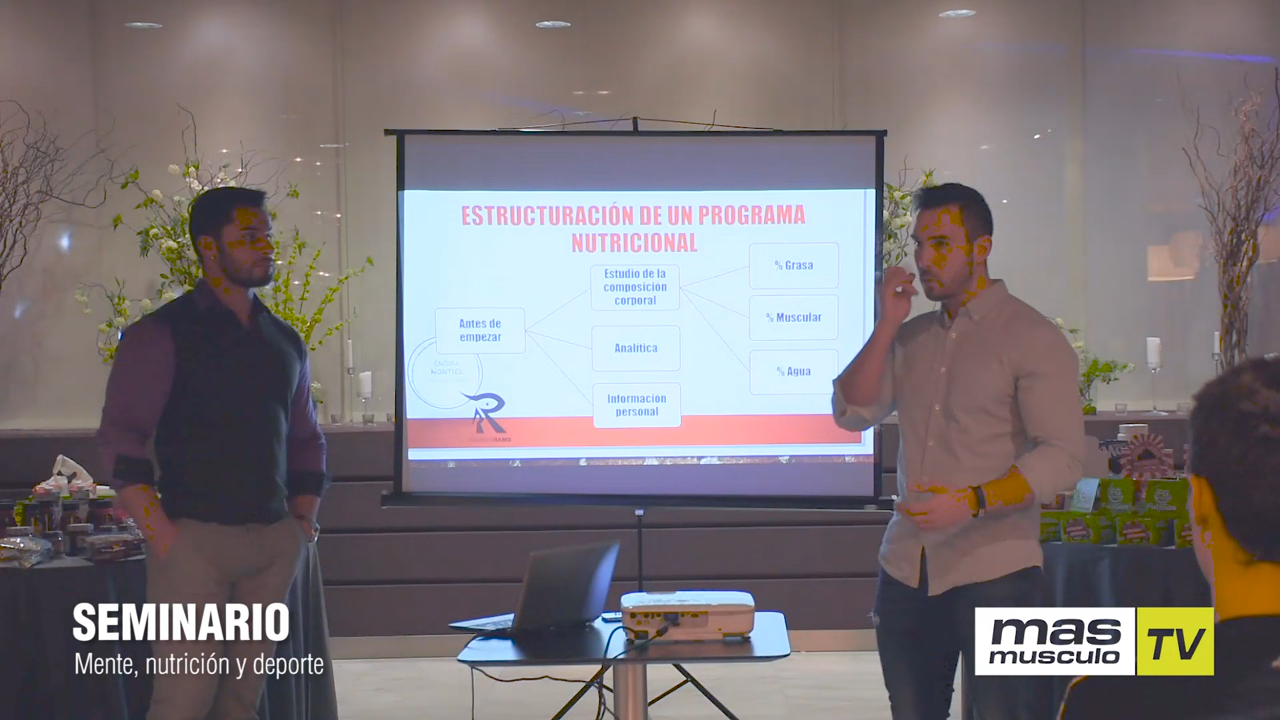 ESTRUCTURACIÓN DE UN PROGRAMA
NUTRICIONAL
Antes de
empezar
Estudio de la
composición
corporal
Analítica
Información
personal
% Grasa
% Muscular
% Agua
SEMINARIO
Mente, nutrición y deporte
mas
musculo
TV